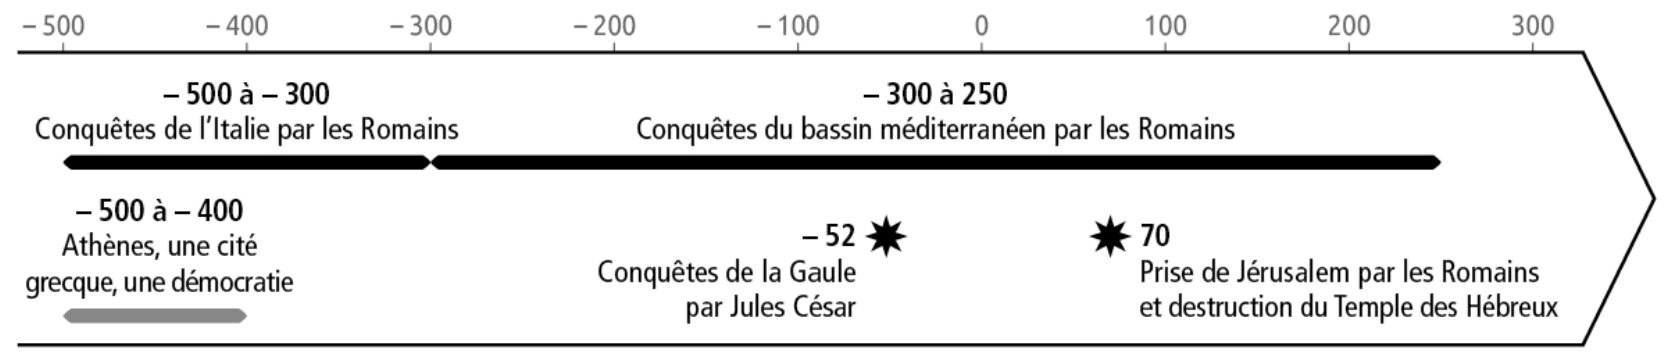 – 500 – 400 – 300 – 200 – 100 0 100 200 300
– 500 à – 300
Conquêtes de l'Italie par les Romains
– 300 à 250
Conquêtes du bassin méditerranéen par les Romains
– 500 à – 400
Athènes, une cité
grecque, une démocratie
– 52
Conquêtes de la Gaule
par Jules César
70
Prise de Jérusalem par les Romains
et destruction du Temple des Hébreux